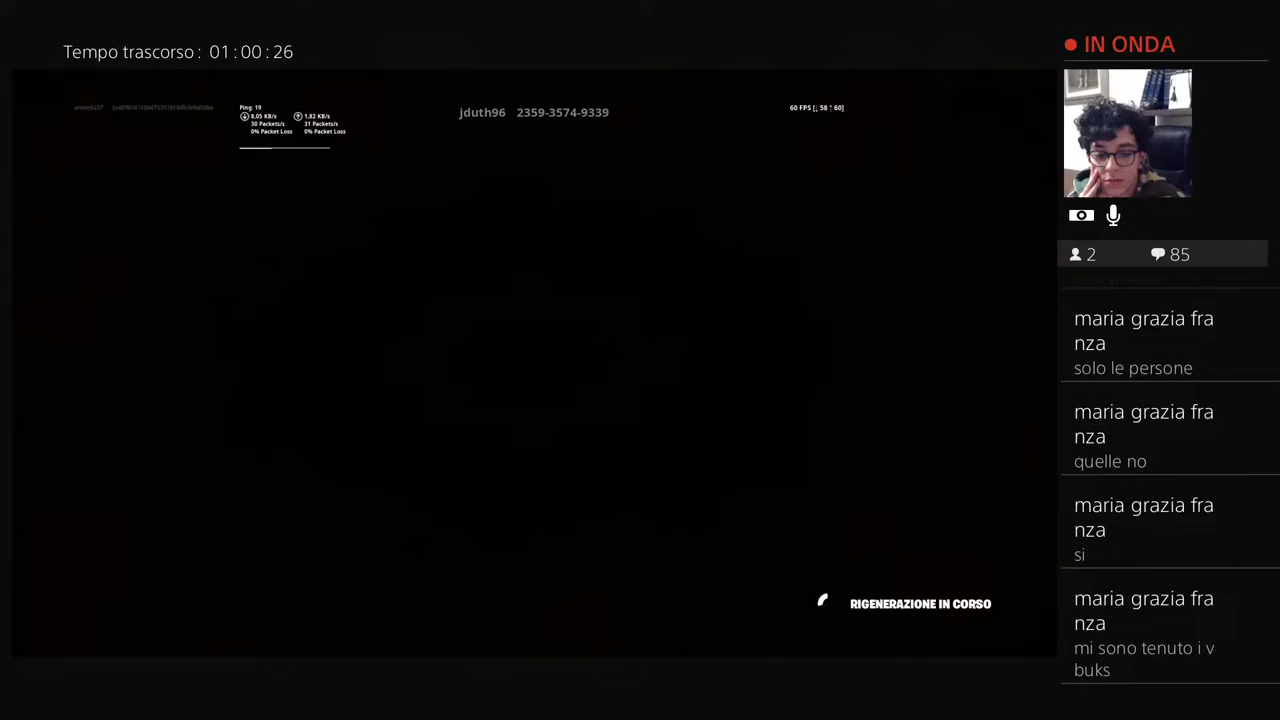 Tempo trascorso: 01:00:26
IN ONDA
Ping: 19
8.05 KB/s 1.82 KB/s
30 Packets/s 31 Packets/s
0% Packet Loss 0% Packet Loss
jduth96 2359-3574-9339
60 FPS [↓ 58 ↑ 60]
2 85
maria grazia fra
nza
solo le persone
maria grazia fra
nza
quelle no
maria grazia fra
nza
si
maria grazia fra
nza
mi sono tenuto i v
buks
RIGENERAZIONE IN CORSO